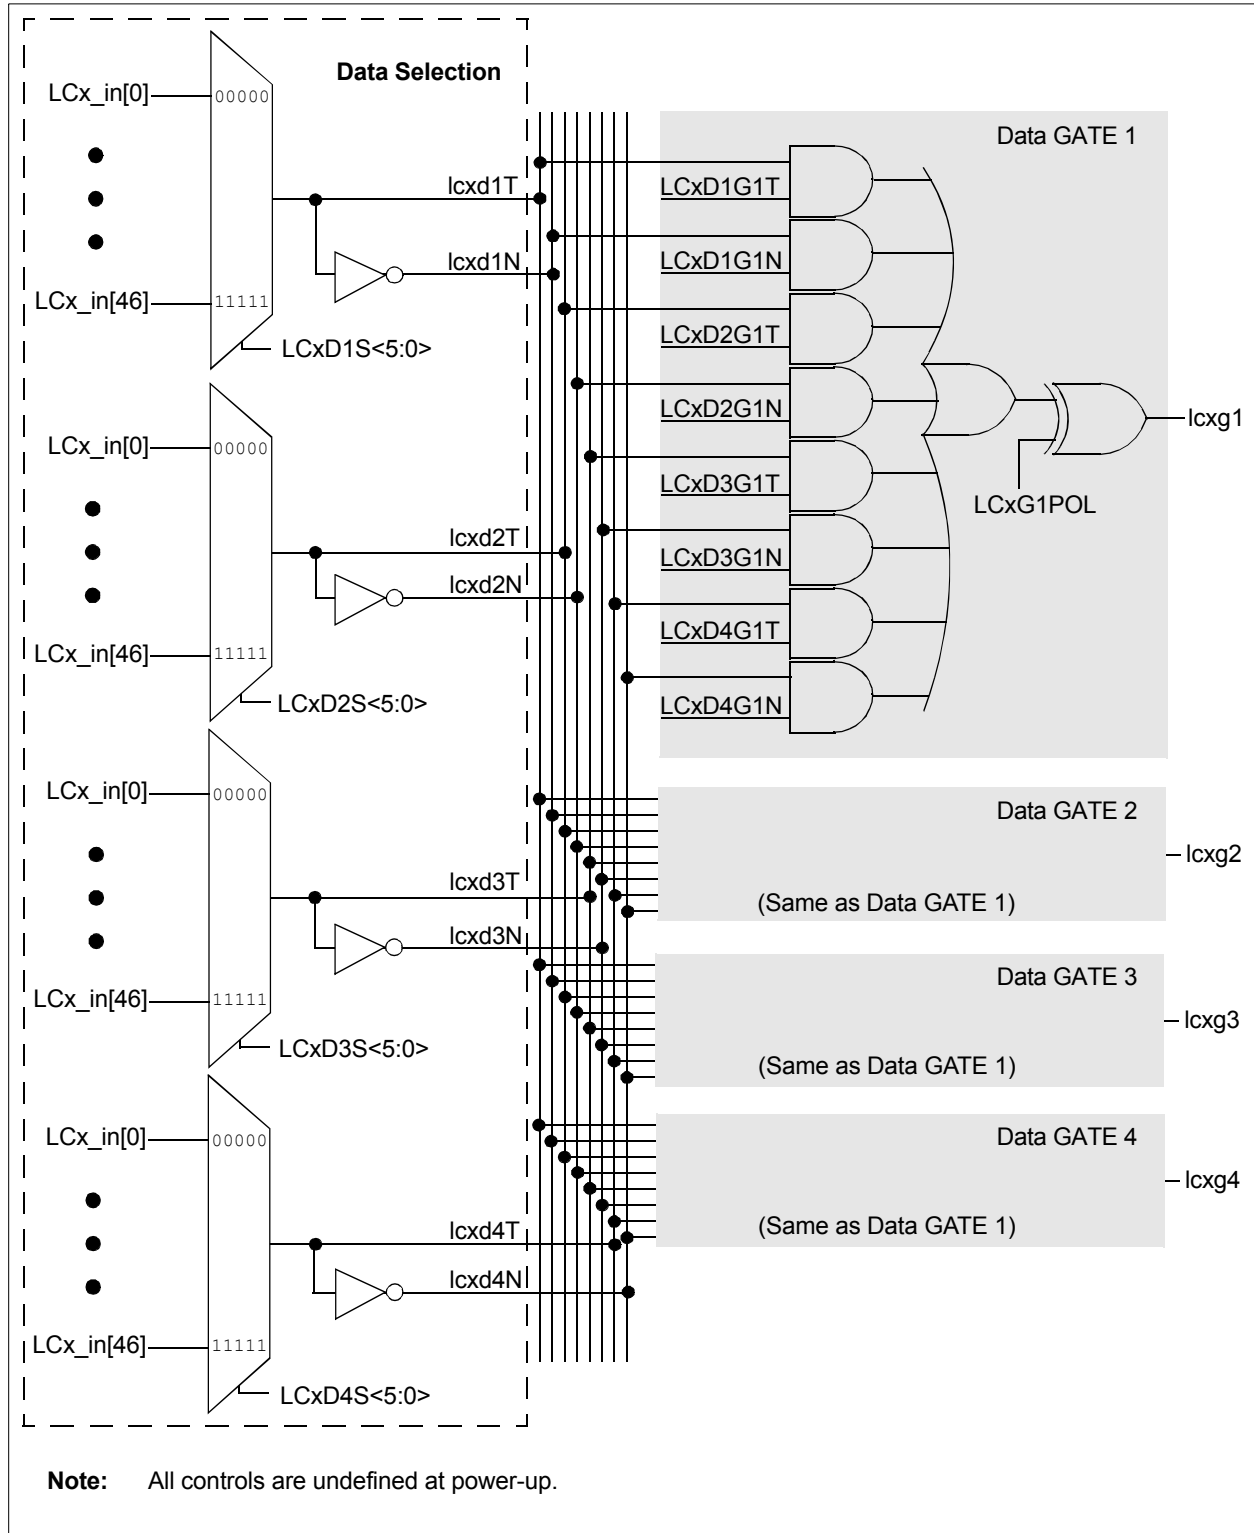 Data Selection
LCx_in[0]
00000
lcxd1T
lcxd1N
LCx_in[46]
11111
LCxD1S<5:0>
LCx_in[0]
00000
lcxd2T
lcxd2N
LCx_in[46]
11111
LCxD2S<5:0>
LCx_in[0]
00000
lcxd3T
lcxd3N
LCx_in[46]
11111
LCxD3S<5:0>
LCx_in[0]
00000
lcxd4T
lcxd4N
LCx_in[46]
11111
LCxD4S<5:0>
Data GATE 1
LCxD1G1T
LCxD1G1N
LCxD2G1T
LCxD2G1N
LCxD3G1T
LCxD3G1N
LCxD4G1T
LCxD4G1N
LCxG1POL
lcxg1
Data GATE 2
(Same as Data GATE 1)
lcxg2
Data GATE 3
(Same as Data GATE 1)
lcxg3
Data GATE 4
(Same as Data GATE 1)
lcxg4
Note: All controls are undefined at power-up.